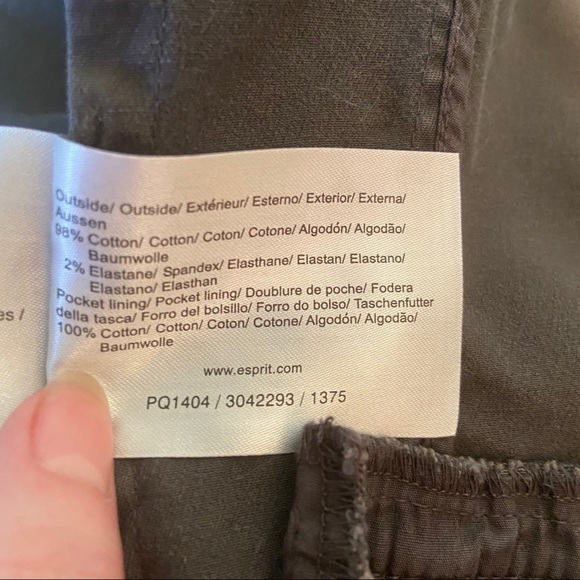 Outside/ Outside/ Extérieur/ Esterno/ Exterior/ Externa/
Aussen
98% Cotton/ Cotton/ Coton/ Cotone/ Algodón/ Algodão/
Baumwolle
2% Elastane/ Spandex/ Elasthane/ Elastan/ Elastano/
Elastano/ Elasthan
Pocket lining/ Pocket lining/ Doublure de poche/ Fodera
della tasca/ Forro del bolsillo/ Forro do bolso/ Taschenfutter
100% Cotton/ Cotton/ Coton/ Cotone/ Algodón/ Algodão/
Baumwolle
www.esprit.com
PQ1404 / 3042293 / 1375